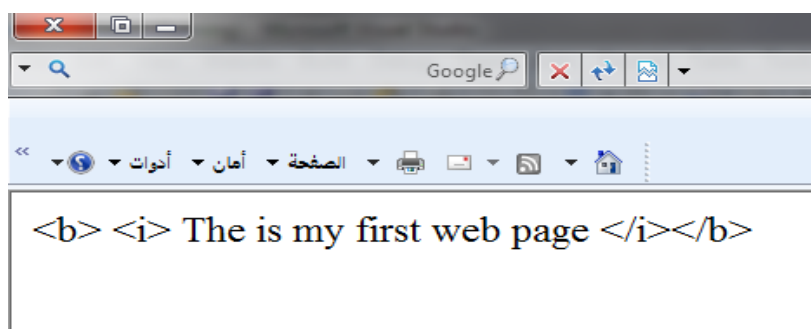 Google
الصفحة أمان أدوات
<b> <i> The is my first web page </i></b>